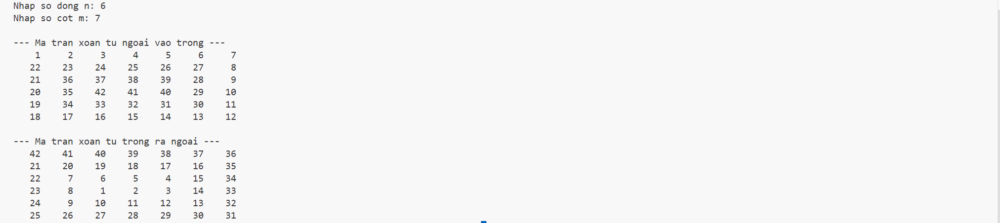 Nhap so dong n: 6
Nhap so cot m: 7
--- Ma tran xoan tu ngoai vao trong ---
1 2 3 4 5 6 7
22 23 24 25 26 27 8
21 36 37 38 39 28 9
20 35 42 41 40 29 10
19 34 33 32 31 30 11
18 17 16 15 14 13 12
--- Ma tran xoan tu trong ra ngoai ---
42 41 40 39 38 37 36
21 20 19 18 17 16 35
22 7 6 5 4 15 34
23 8 1 2 3 14 33
24 9 10 11 12 13 32
25 26 27 28 29 30 31